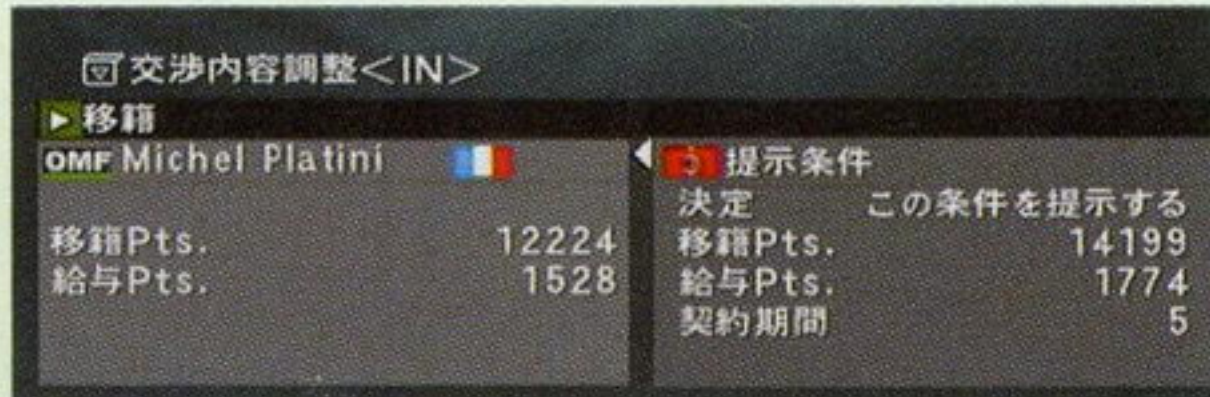 交渉内容調整<IN>
移籍
OMF Michel Platini
移籍Pts. 12224
給与Pts. 1528
提示条件
決定 この条件を提示する
移籍Pts. 14199
給与Pts. 1774
契約期間 5